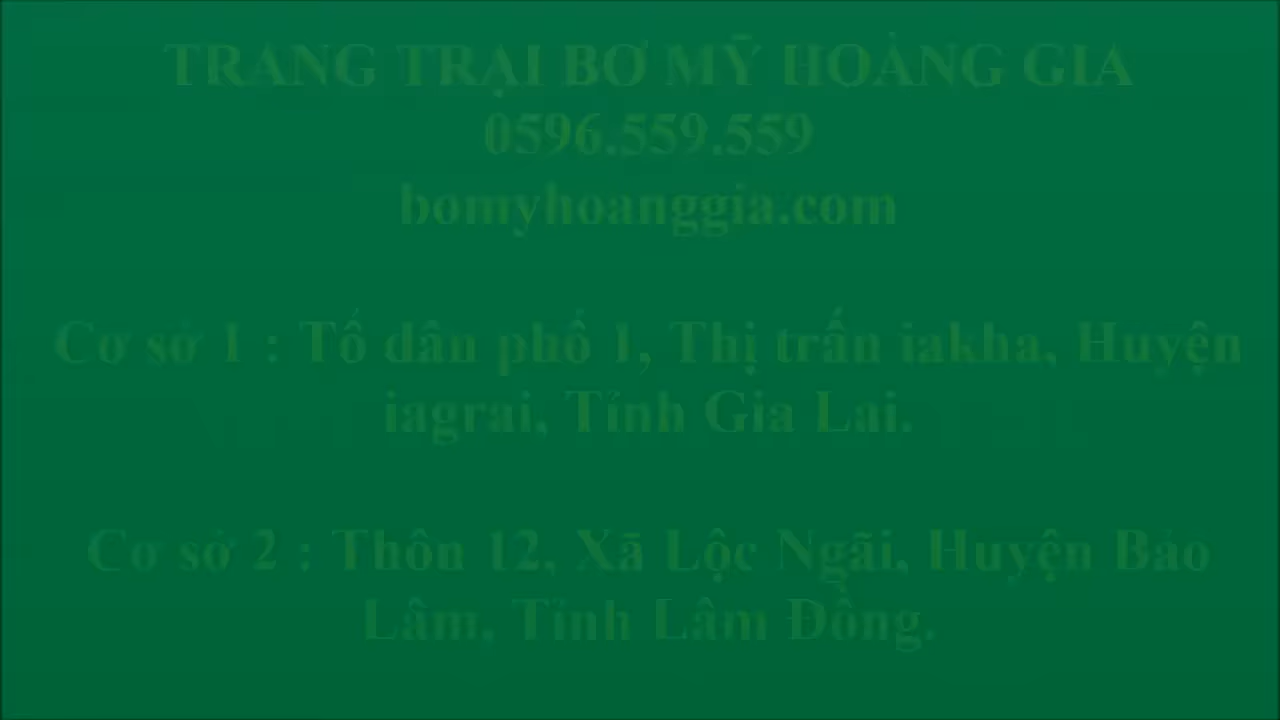 TRANG TRẠI BƠ MỸ HOÀNG GIA
0596.559.559
bomyhoanggia.com
Cơ sở 1 : Tổ dân phố 1, Thị trấn iakha, Huyện
iagrai, Tỉnh Gia Lai.
Cơ sở 2 : Thôn 12, Xã Lộc Ngãi, Huyện Bảo
Lâm, Tỉnh Lâm Đồng.